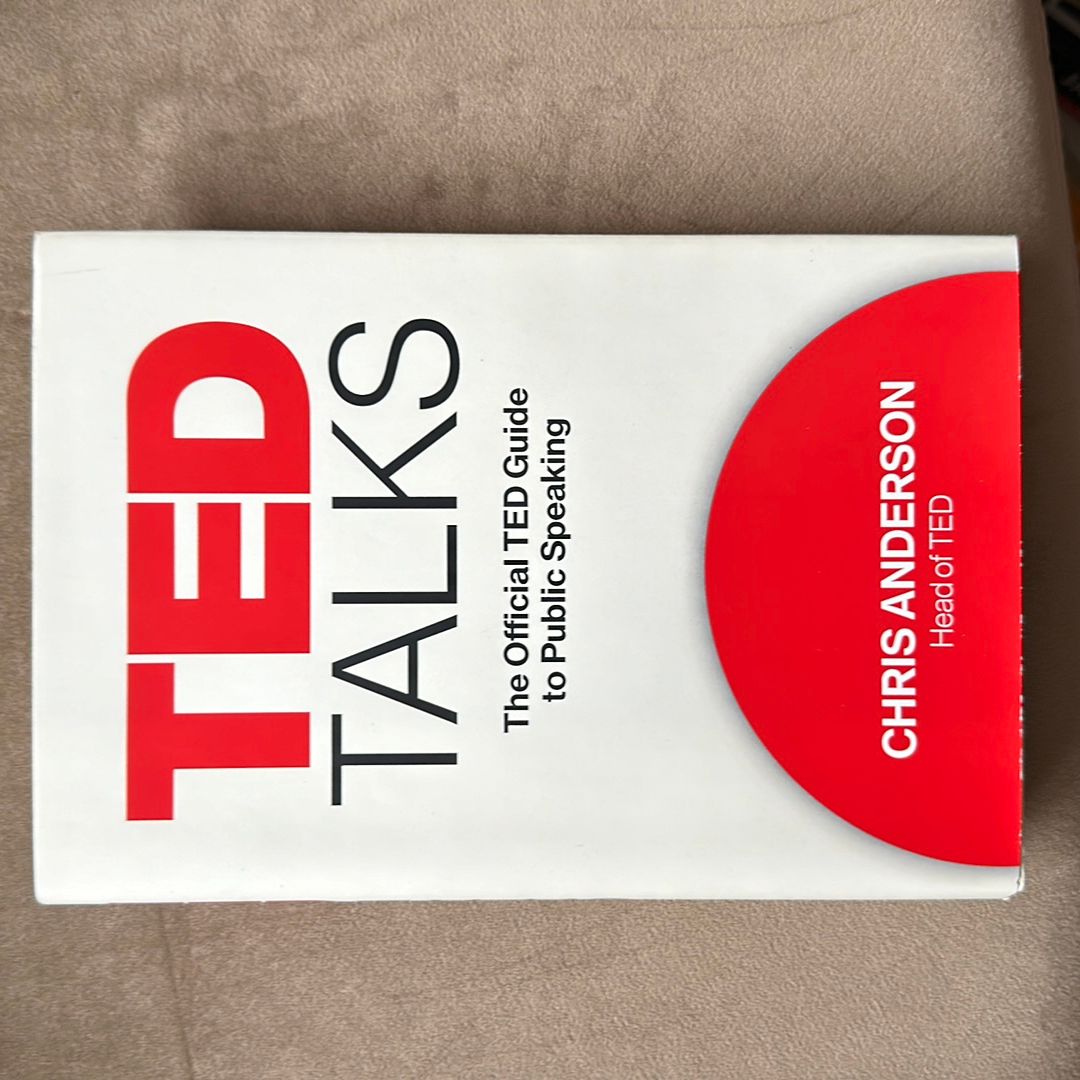 TED
TALKS
The Official TED Guide
to Public Speaking
CHRIS ANDERSON
Head of TED